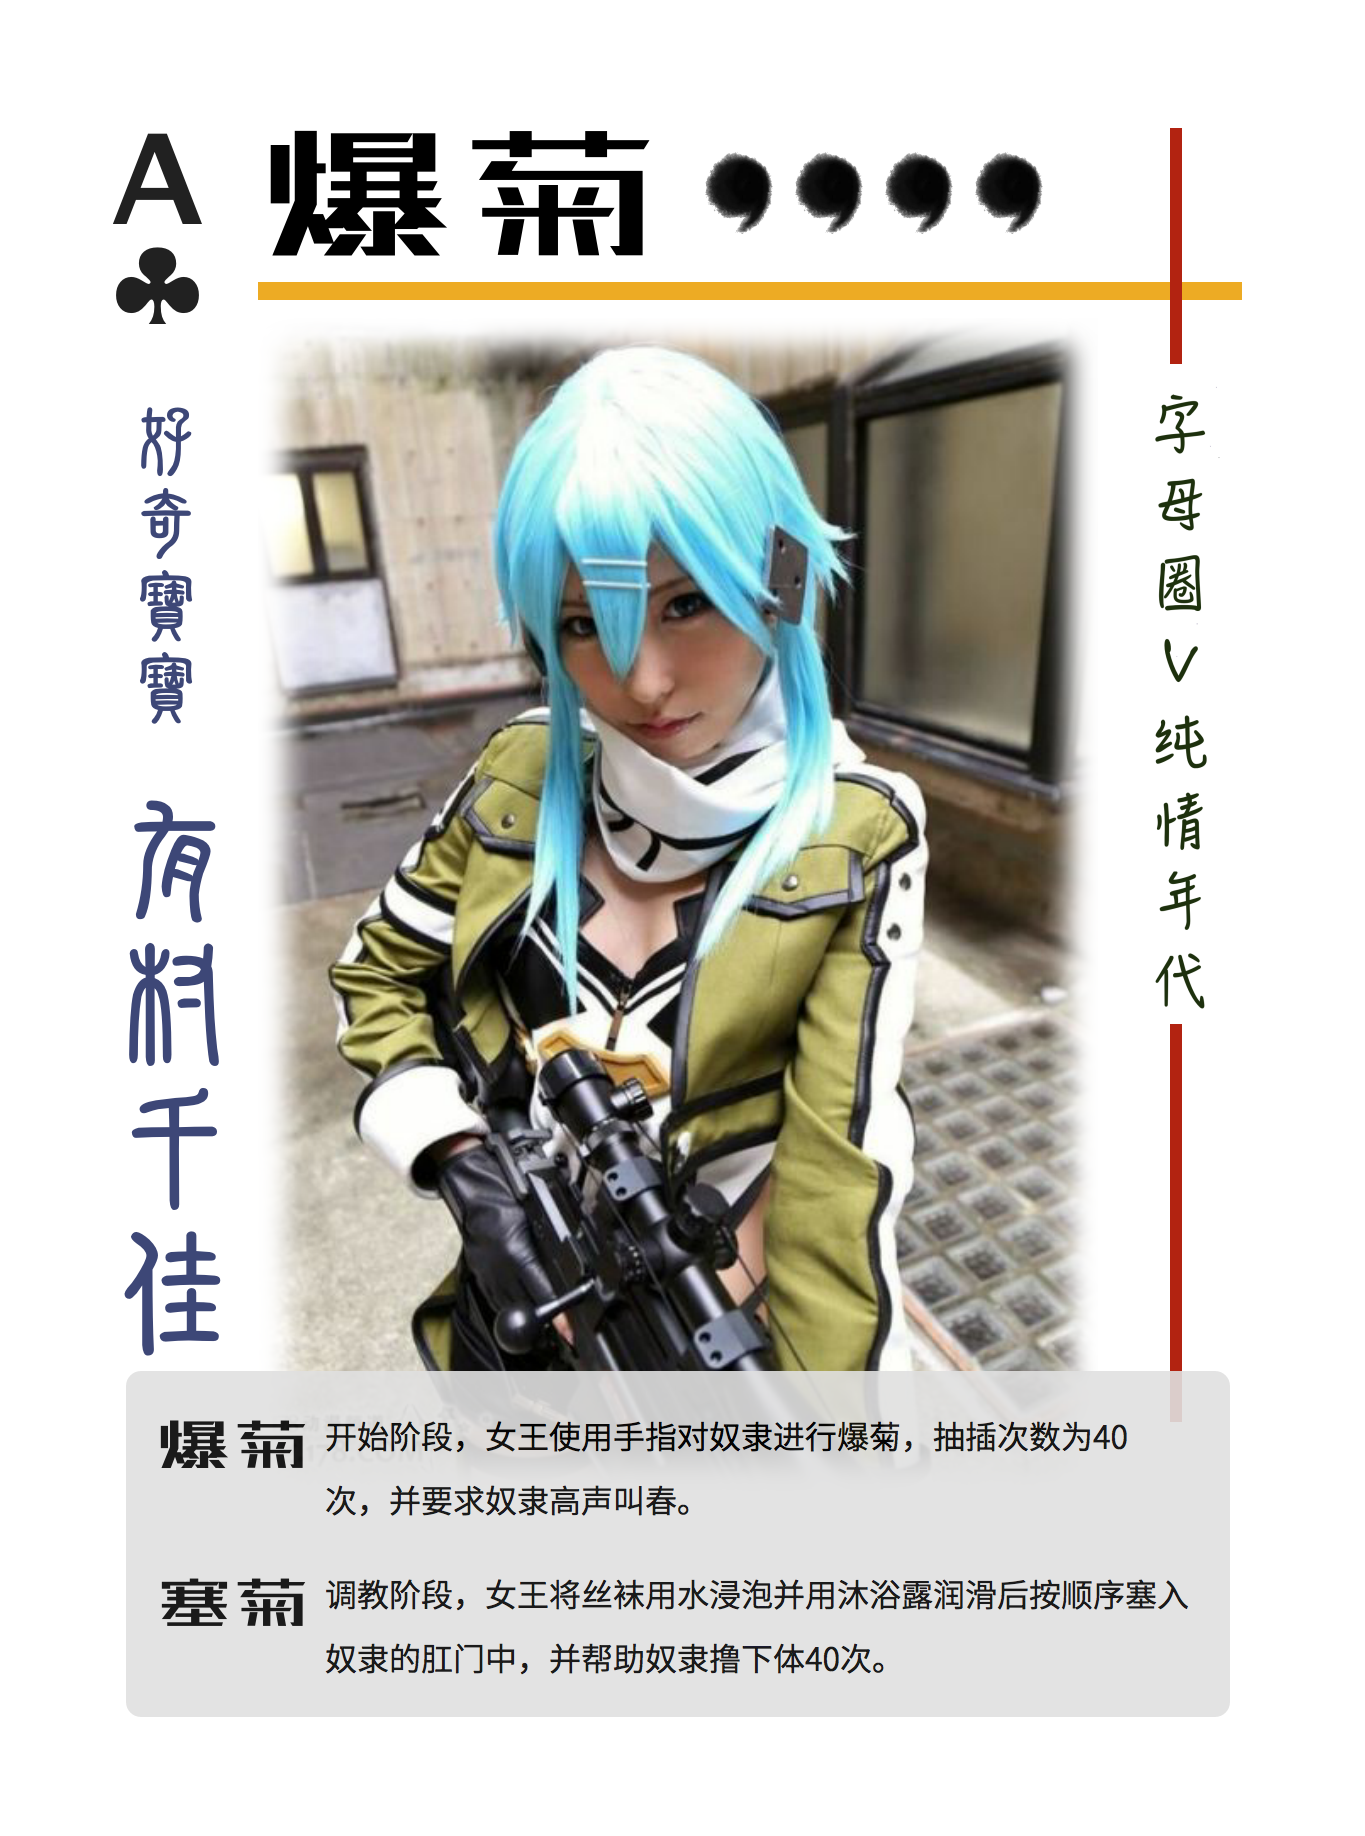 A
爆菊
好奇寶寶
有村千佳
字母圈V纯情年代
爆菊
开始阶段，女王使用手指对奴隶进行爆菊，抽插次数为40
次，并要求奴隶高声叫春。
塞菊
调教阶段，女王将丝袜用水浸泡并用沐浴露润滑后按顺序塞入
奴隶的肛门中，并帮助奴隶撸下体40次。